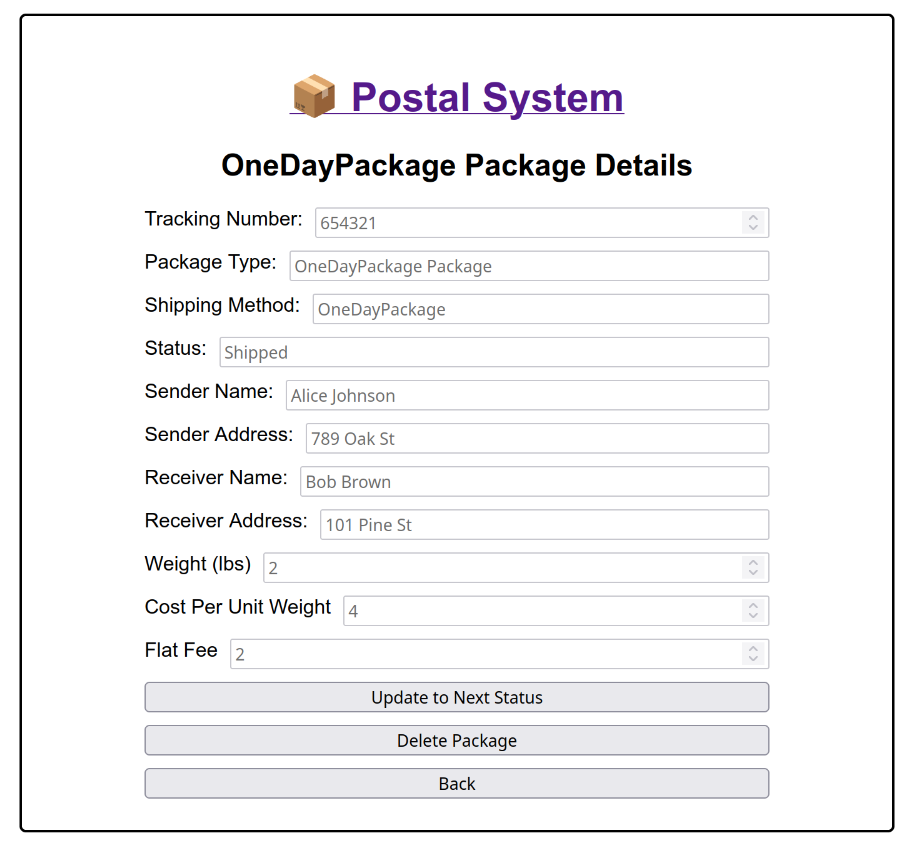 Postal System
OneDayPackage Package Details
Tracking Number: 654321
Package Type: OneDayPackage Package
Shipping Method: OneDayPackage
Status: Shipped
Sender Name: Alice Johnson
Sender Address: 789 Oak St
Receiver Name: Bob Brown
Receiver Address: 101 Pine St
Weight (lbs) 2
Cost Per Unit Weight 4
Flat Fee 2
Update to Next Status
Delete Package
Back